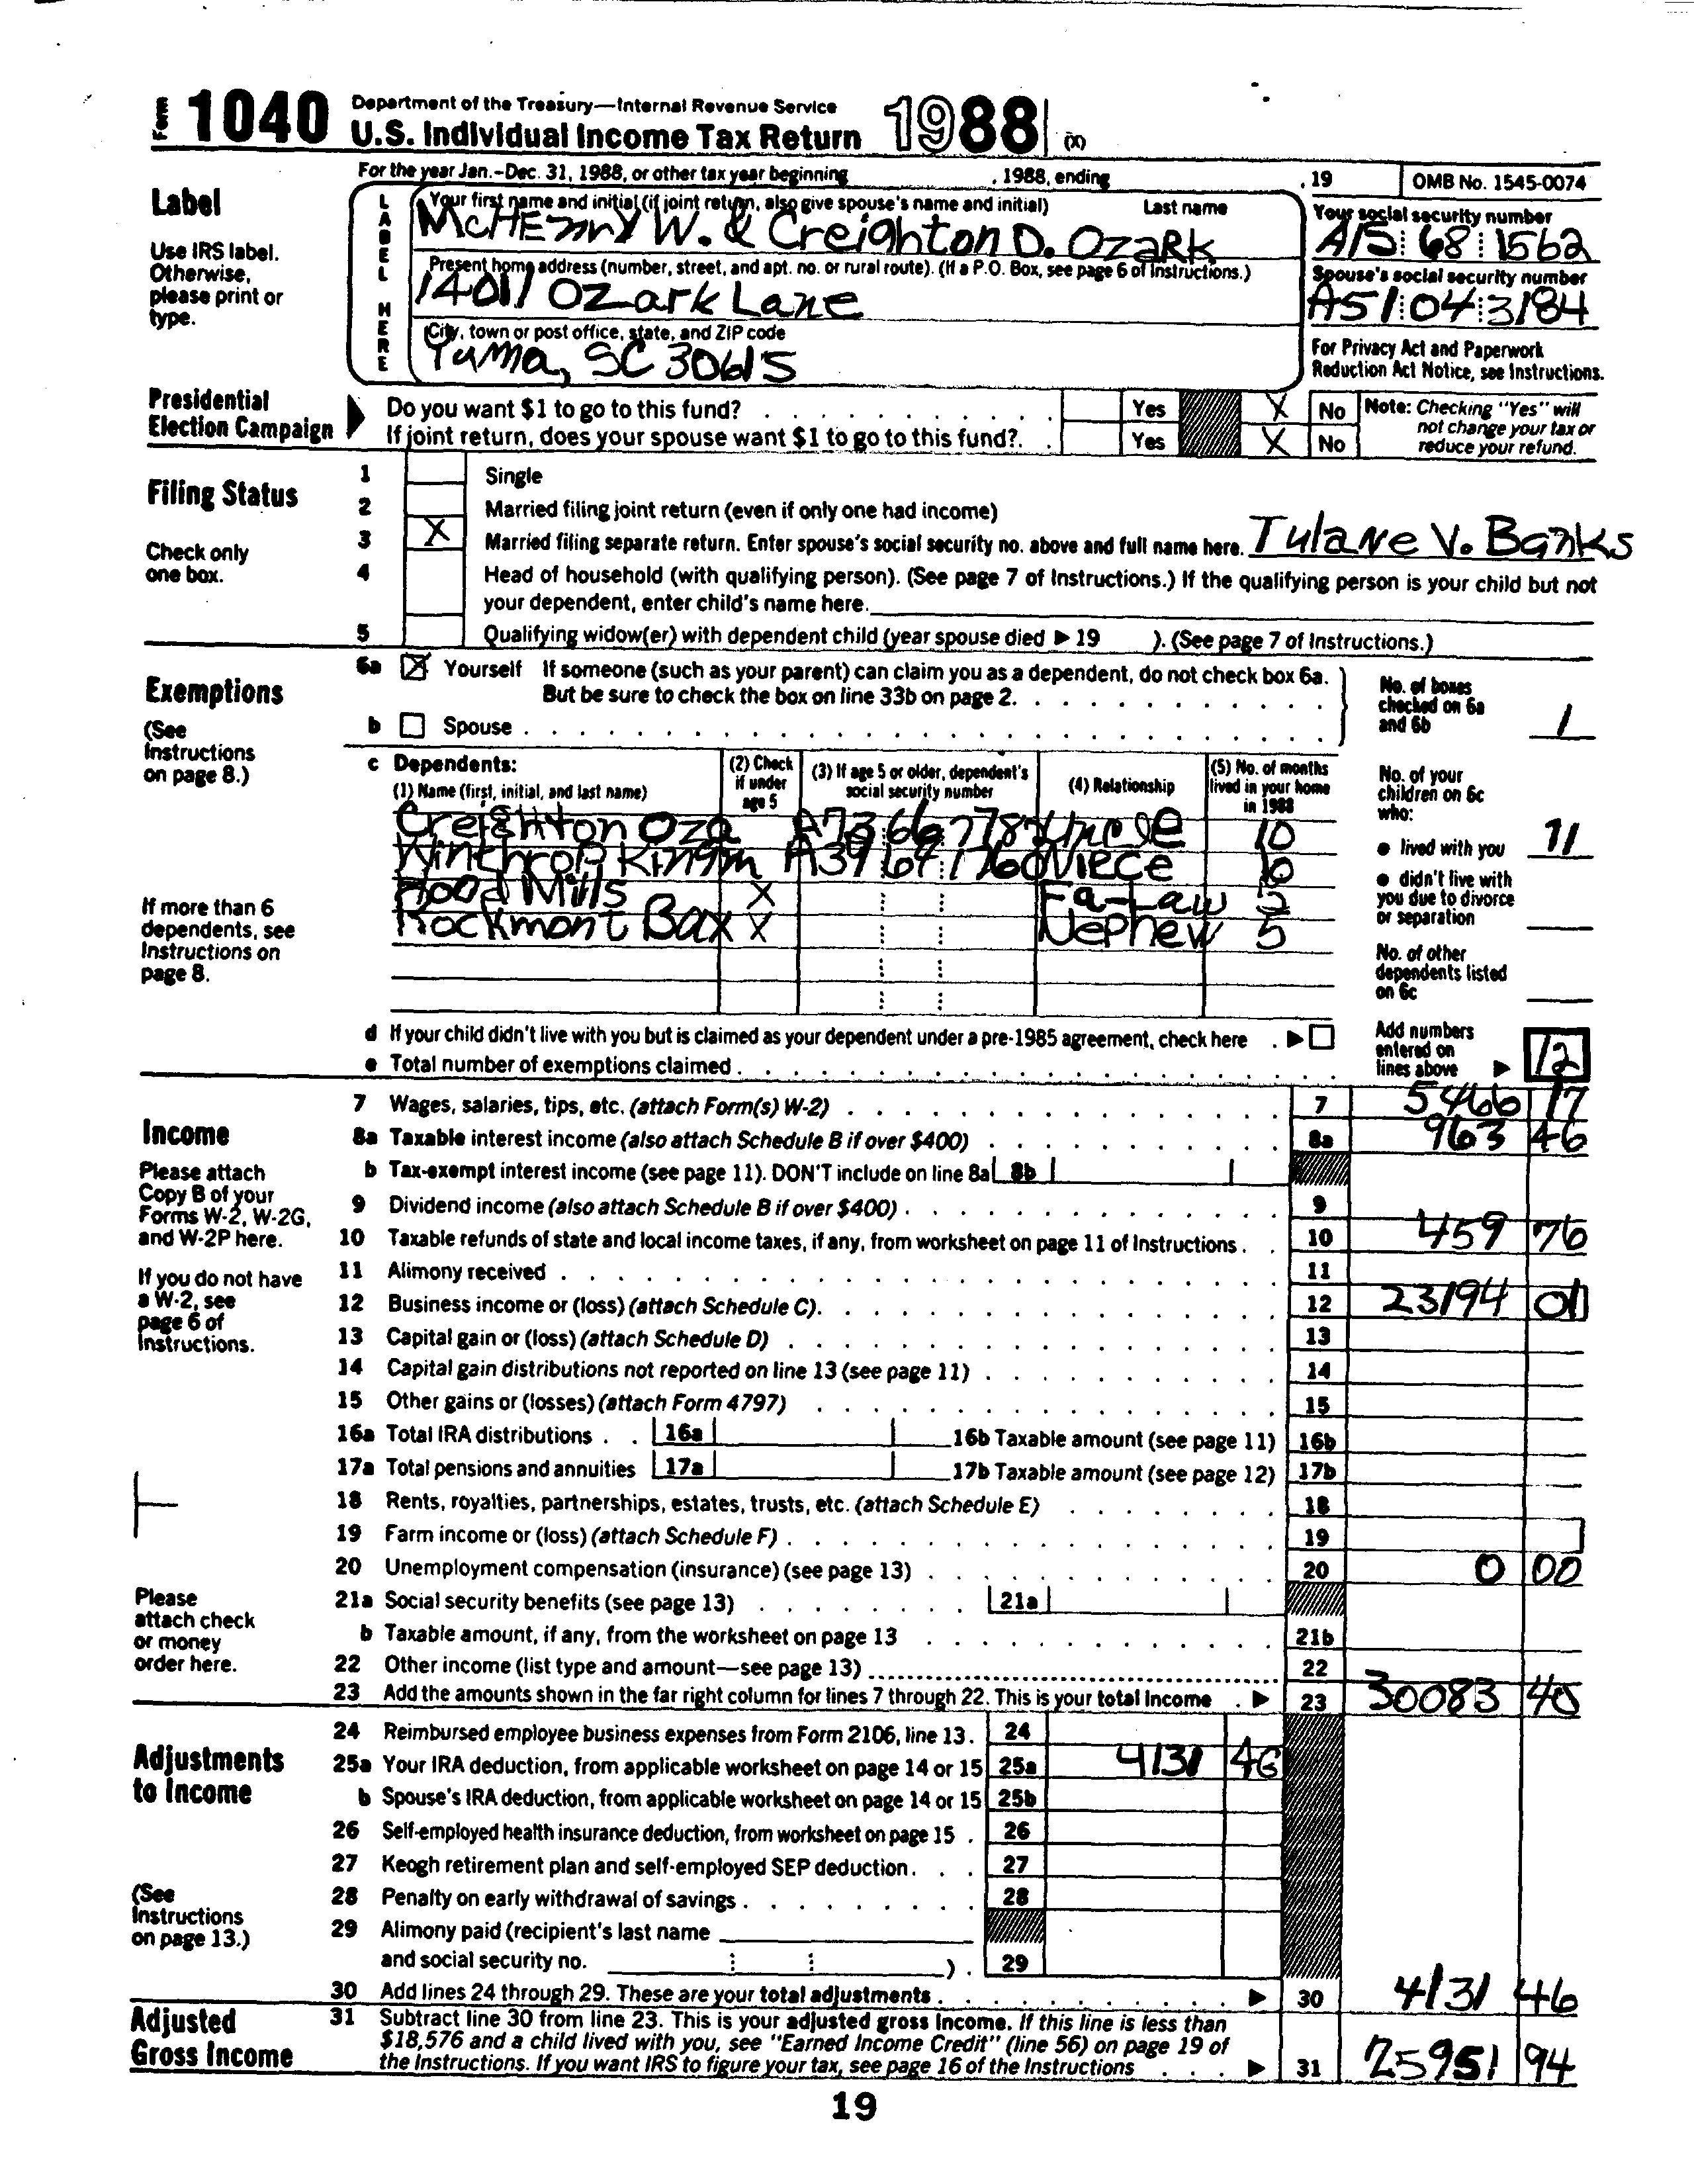 Form 1040 Department of the Treasury—Internal Revenue Service
U.S. Individual Income Tax Return 1988 (X)
For the year Jan.-Dec. 31, 1988, or other tax year beginning , 1988, ending , 19 OMB No. 1545-0074
Label
Use IRS label.
Otherwise,
please print or
type.
LABEL HERE
Your first name and initial (if joint return, also give spouse's name and initial) Last name
McHenry W. & Creighton D. Ozark
Your social security number
A15 68 1562
Present home address (number, street, and apt. no. or rural route). (If a P.O. Box, see page 6 of Instructions.)
14011 Ozark Lane
Spouse's social security number
A51 04 3184
City, town or post office, state, and ZIP code
Yuma, SC 30615
For Privacy Act and Paperwork
Reduction Act Notice, see Instructions.
Presidential
Election Campaign
Do you want $1 to go to this fund? Yes X No
If joint return, does your spouse want $1 to go to this fund?. Yes X No
Note: Checking "Yes" will
not change your tax or
reduce your refund.
Filing Status
Check only
one box.
1 Single
2 Married filing joint return (even if only one had income)
3 X Married filing separate return. Enter spouse's social security no. above and full name here. Tulane V. Banks
4 Head of household (with qualifying person). (See page 7 of Instructions.) If the qualifying person is your child but not
your dependent, enter child's name here.
5 Qualifying widow(er) with dependent child (year spouse died ▶ 19 ). (See page 7 of Instructions.)
Exemptions
(See
Instructions
on page 8.)
6a X Yourself If someone (such as your parent) can claim you as a dependent, do not check box 6a.
But be sure to check the box on line 33b on page 2.
b Spouse
No. of boxes
checked on 6a
and 6b 1
c Dependents:
(1) Name (first, initial, and last name)
(2) Check
if under
age 5
(3) If age 5 or older, dependent's
social security number
(4) Relationship
(5) No. of months
lived in your home
in 1988
Creighton Oza A73 66 7782 Uncle 10
Winthrop Kingm A39 64 1760 Niece 10
Hood Mills X Fa-Law
Rockmont Bax X Nephew 5
If more than 6
dependents, see
Instructions on
page 8.
No. of your
children on 6c
who:
● lived with you 11
● didn't live with
you due to divorce
or separation
No. of other
dependents listed
on 6c
d If your child didn't live with you but is claimed as your dependent under a pre-1985 agreement, check here . ▶
e Total number of exemptions claimed
Add numbers
entered on
lines above ▶ 12
Income
Please attach
Copy B of your
Forms W-2, W-2G,
and W-2P here.
If you do not have
a W-2, see
page 6 of
Instructions.
Please
attach check
or money
order here.
7 Wages, salaries, tips, etc. (attach Form(s) W-2) 7 5466 17
8a Taxable interest income (also attach Schedule B if over $400) 8a 963 46
b Tax-exempt interest income (see page 11). DON'T include on line 8a 8b
9 Dividend income (also attach Schedule B if over $400) 9
10 Taxable refunds of state and local income taxes, if any, from worksheet on page 11 of Instructions 10 459 76
11 Alimony received 11
12 Business income or (loss) (attach Schedule C). 12 23194 01
13 Capital gain or (loss) (attach Schedule D) 13
14 Capital gain distributions not reported on line 13 (see page 11) 14
15 Other gains or (losses) (attach Form 4797) 15
16a Total IRA distributions 16a 16b Taxable amount (see page 11) 16b
17a Total pensions and annuities 17a 17b Taxable amount (see page 12) 17b
18 Rents, royalties, partnerships, estates, trusts, etc. (attach Schedule E) 18
19 Farm income or (loss) (attach Schedule F) 19
20 Unemployment compensation (insurance) (see page 13) 20 0 00
21a Social security benefits (see page 13) 21a
b Taxable amount, if any, from the worksheet on page 13 21b
22 Other income (list type and amount—see page 13) 22
23 Add the amounts shown in the far right column for lines 7 through 22. This is your total income ▶ 23 30083 40
Adjustments
to Income
(See
Instructions
on page 13.)
24 Reimbursed employee business expenses from Form 2106, line 13. 24
25a Your IRA deduction, from applicable worksheet on page 14 or 15 25a 4131 46
b Spouse's IRA deduction, from applicable worksheet on page 14 or 15 25b
26 Self-employed health insurance deduction, from worksheet on page 15 26
27 Keogh retirement plan and self-employed SEP deduction 27
28 Penalty on early withdrawal of savings 28
29 Alimony paid (recipient's last name
and social security no. ) 29
30 Add lines 24 through 29. These are your total adjustments ▶ 30 4131 46
Adjusted
Gross Income
31 Subtract line 30 from line 23. This is your adjusted gross income. If this line is less than
$18,576 and a child lived with you, see "Earned Income Credit" (line 56) on page 19 of
the Instructions. If you want IRS to figure your tax, see page 16 of the Instructions ▶ 31 25951 94
19